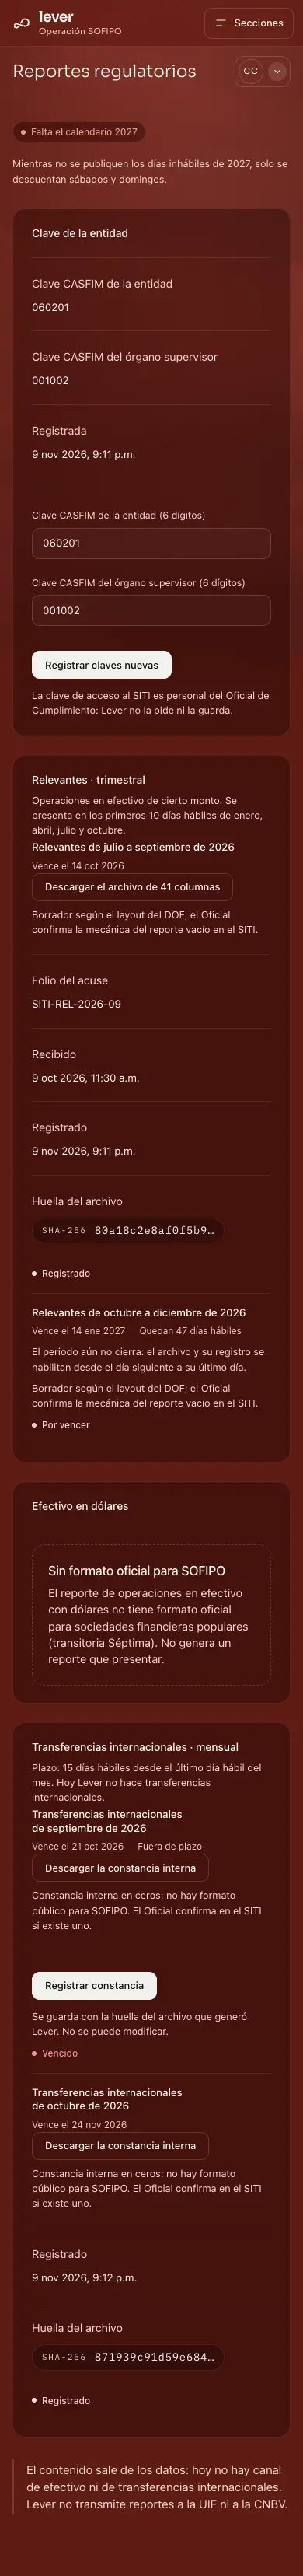 lever
Operación SOFIPO
Secciones
Reportes regulatorios
CC
Falta el calendario 2027
Mientras no se publiquen los días inhábiles de 2027, solo se
descuentan sábados y domingos.
Clave de la entidad
Clave CASFIM de la entidad
060201
Clave CASFIM del órgano supervisor
001002
Registrada
9 nov 2026, 9:11 p.m.
Clave CASFIM de la entidad (6 dígitos)
060201
Clave CASFIM del órgano supervisor (6 dígitos)
001002
Registrar claves nuevas
La clave de acceso al SITI es personal del Oficial de
Cumplimiento: Lever no la pide ni la guarda.
Relevantes · trimestral
Operaciones en efectivo de cierto monto. Se
presenta en los primeros 10 días hábiles de enero,
abril, julio y octubre.
Relevantes de julio a septiembre de 2026
Vence el 14 oct 2026
Descargar el archivo de 41 columnas
Borrador según el layout del DOF; el Oficial
confirma la mecánica del reporte vacío en el SITI.
Folio del acuse
SITI-REL-2026-09
Recibido
9 oct 2026, 11:30 a.m.
Registrado
9 nov 2026, 9:11 p.m.
Huella del archivo
SHA-256 80a18c2e8af0f5b9…
Registrado
Relevantes de octubre a diciembre de 2026
Vence el 14 ene 2027 Quedan 47 días hábiles
El periodo aún no cierra: el archivo y su registro se
habilitan desde el día siguiente a su último día.
Borrador según el layout del DOF; el Oficial
confirma la mecánica del reporte vacío en el SITI.
Por vencer
Efectivo en dólares
Sin formato oficial para SOFIPO
El reporte de operaciones en efectivo
con dólares no tiene formato oficial
para sociedades financieras populares
(transitoria Séptima). No genera un
reporte que presentar.
Transferencias internacionales · mensual
Plazo: 15 días hábiles desde el último día hábil del
mes. Hoy Lever no hace transferencias
internacionales.
Transferencias internacionales
de septiembre de 2026
Vence el 21 oct 2026 Fuera de plazo
Descargar la constancia interna
Constancia interna en ceros: no hay formato
público para SOFIPO. El Oficial confirma en el SITI
si existe uno.
Registrar constancia
Se guarda con la huella del archivo que generó
Lever. No se puede modificar.
Vencido
Transferencias internacionales
de octubre de 2026
Vence el 24 nov 2026
Descargar la constancia interna
Constancia interna en ceros: no hay formato
público para SOFIPO. El Oficial confirma en el SITI
si existe uno.
Registrado
9 nov 2026, 9:12 p.m.
Huella del archivo
SHA-256 871939c91d59e684…
Registrado
El contenido sale de los datos: hoy no hay canal
de efectivo ni de transferencias internacionales.
Lever no transmite reportes a la UIF ni a la CNBV.